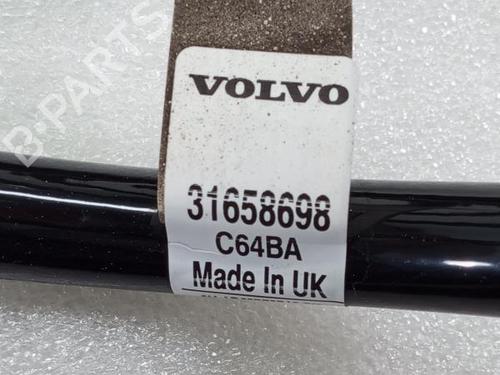 B-PARTS
VOLVO
31658698
C64BA
Made In UK